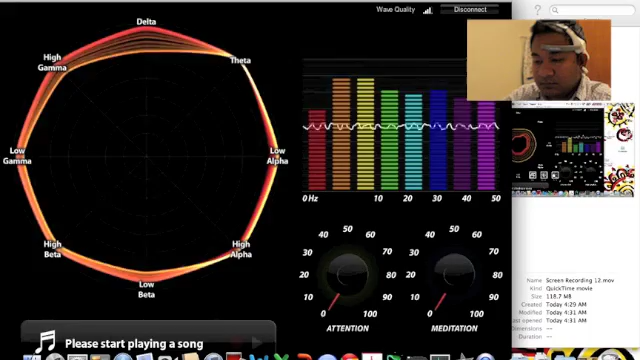 Wave Quality
Disconnect
?
Delta
High
Gamma
Theta
Low
Gamma
Low
Alpha
High
Beta
High
Alpha
Low
Beta
0 Hz 10 20 30 40 50
0 10 20 30 40 50 60 70 80 90 100
ATTENTION
0 10 20 30 40 50 60 70 80 90 100
MEDITATION
Please start playing a song
Name Screen Recording 12.mov
Kind QuickTime movie
Size 118.7 MB
Created Today 4:29 AM
Modified Today 4:31 AM
Last opened Today 4:31 AM
Dimensions ---
Duration ---